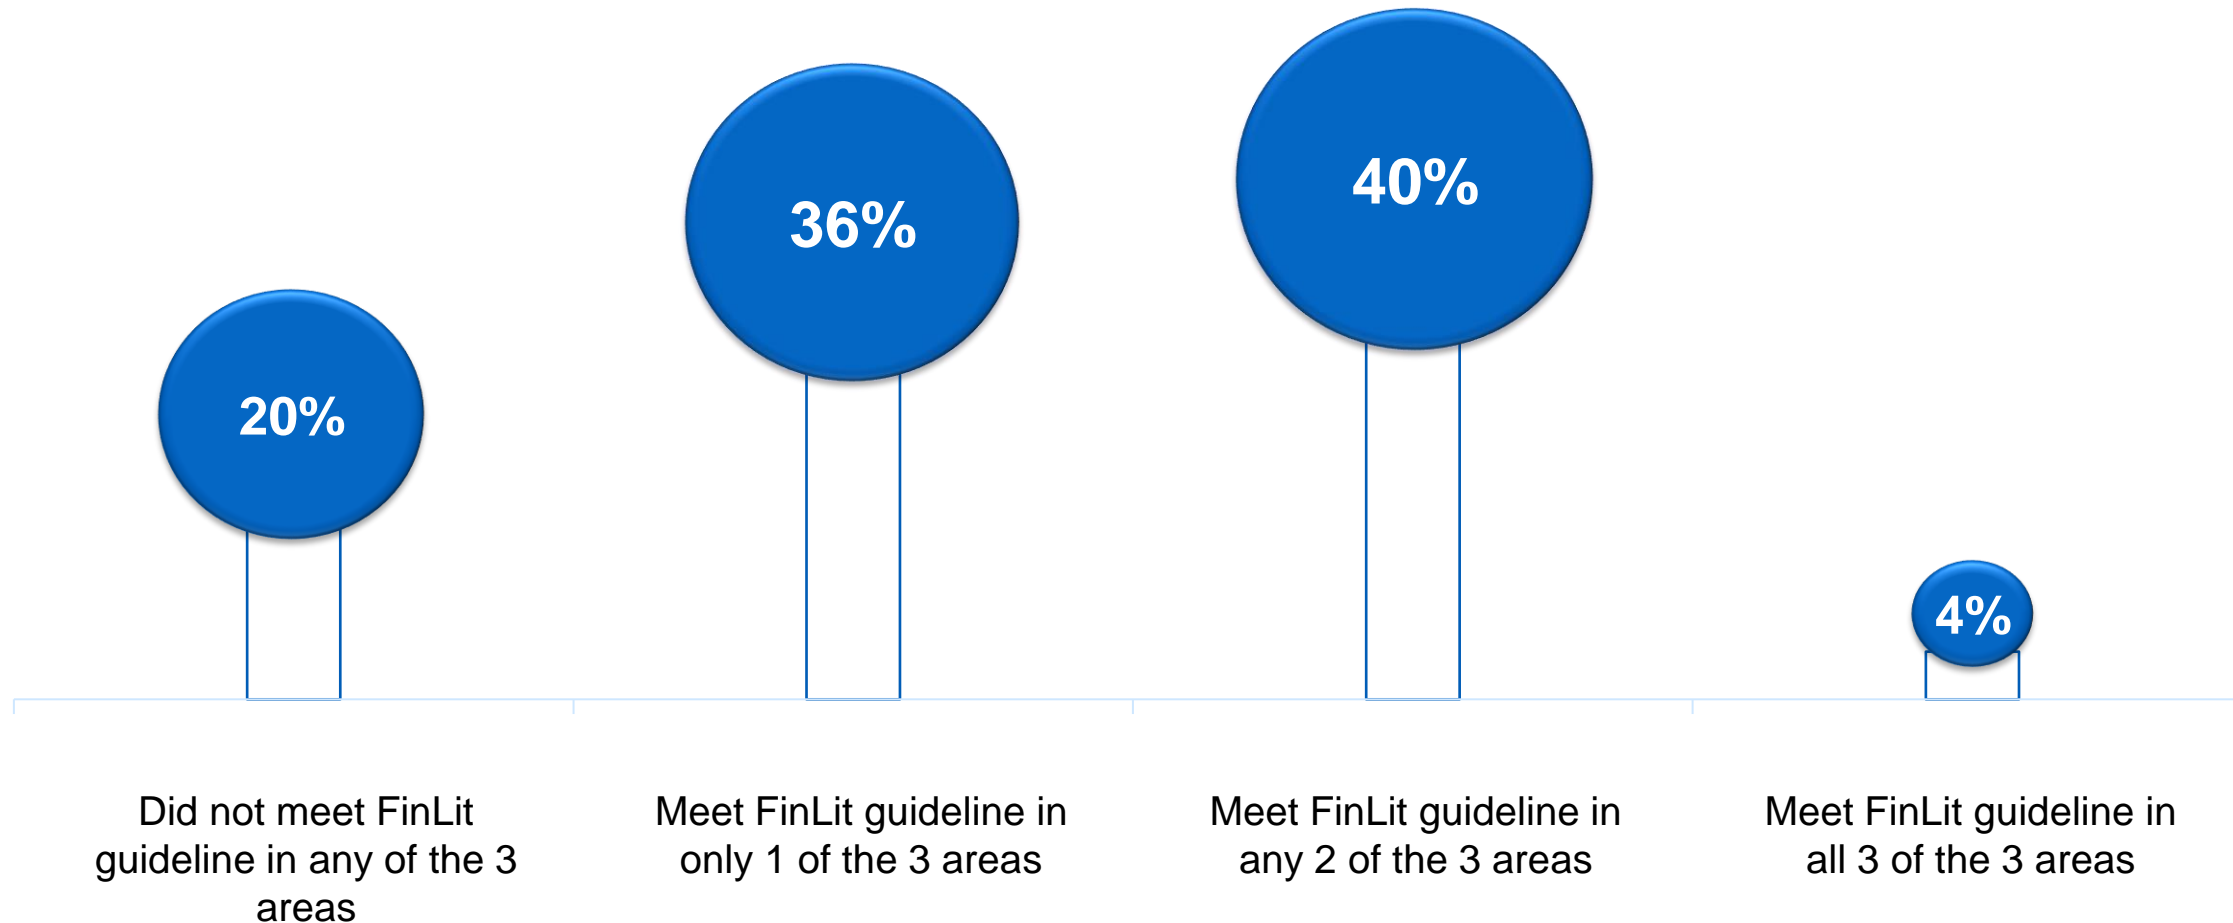 20%
36%
40%
4%
Did not meet FinLit
guideline in any of the 3
areas
Meet FinLit guideline in
only 1 of the 3 areas
Meet FinLit guideline in
any 2 of the 3 areas
Meet FinLit guideline in
all 3 of the 3 areas